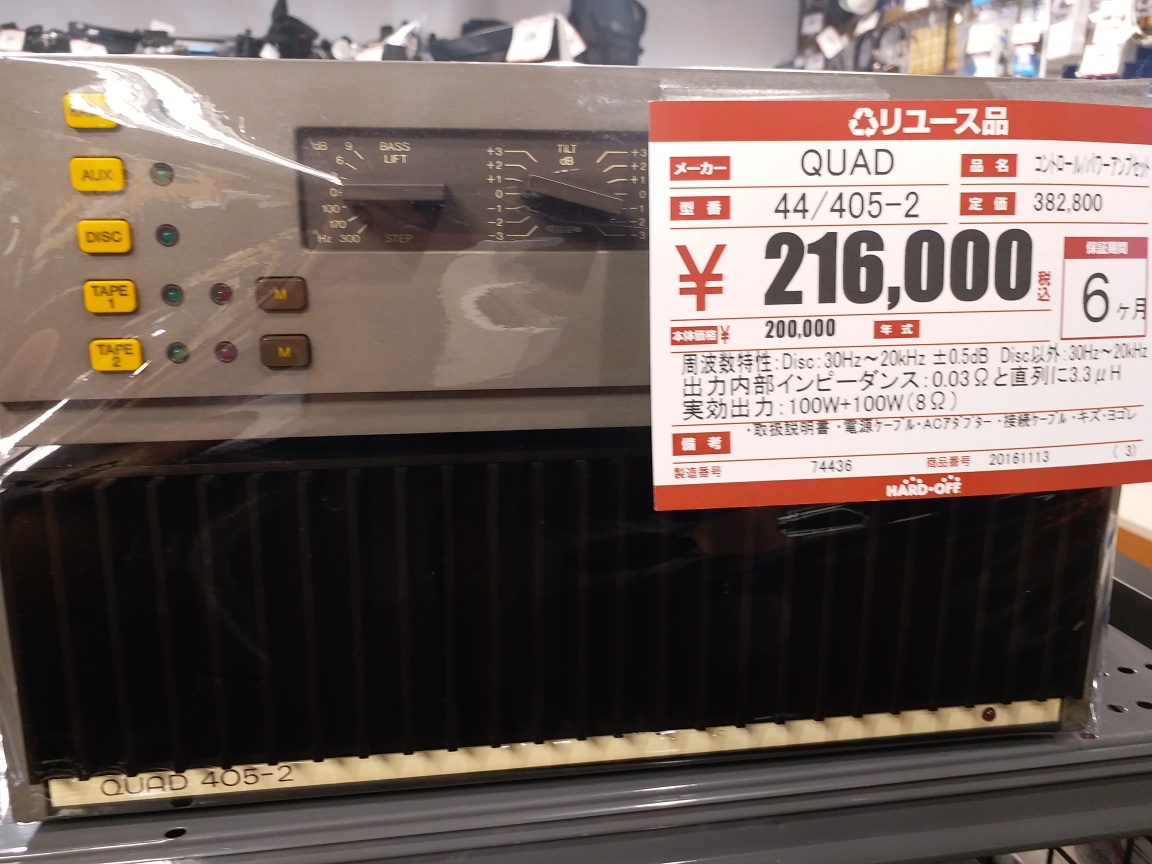 AUX
DISC
TAPE
1
M
TAPE
2
M
dB 9
6
0
100
170
Hz 300
BASS
LIFT
STEP
TILT
dB
+3
+2
+1
0
-1
-2
-3
+3
+2
+1
0
-1
-2
-3
リユース品
メーカー QUAD 品名 コントロール/パワーアンプセット
型番 44/405-2 定価 382,800
¥ 216,000 税込
保証期間
6ヶ月
本体価格 ¥ 200,000 年式
周波数特性:Disc:30Hz~20kHz ±0.5dB Disc以外:30Hz~20kHz
出力内部インピーダンス:0.03Ωと直列に3.3μH
実効出力:100W+100W(8Ω)
備考 ・取扱説明書・電源ケーブル・ACアダプター・接続ケーブル・キズ・ヨゴレ
製造番号 74436 商品番号 20161113 (3)
HARD・OFF
QUAD 405-2